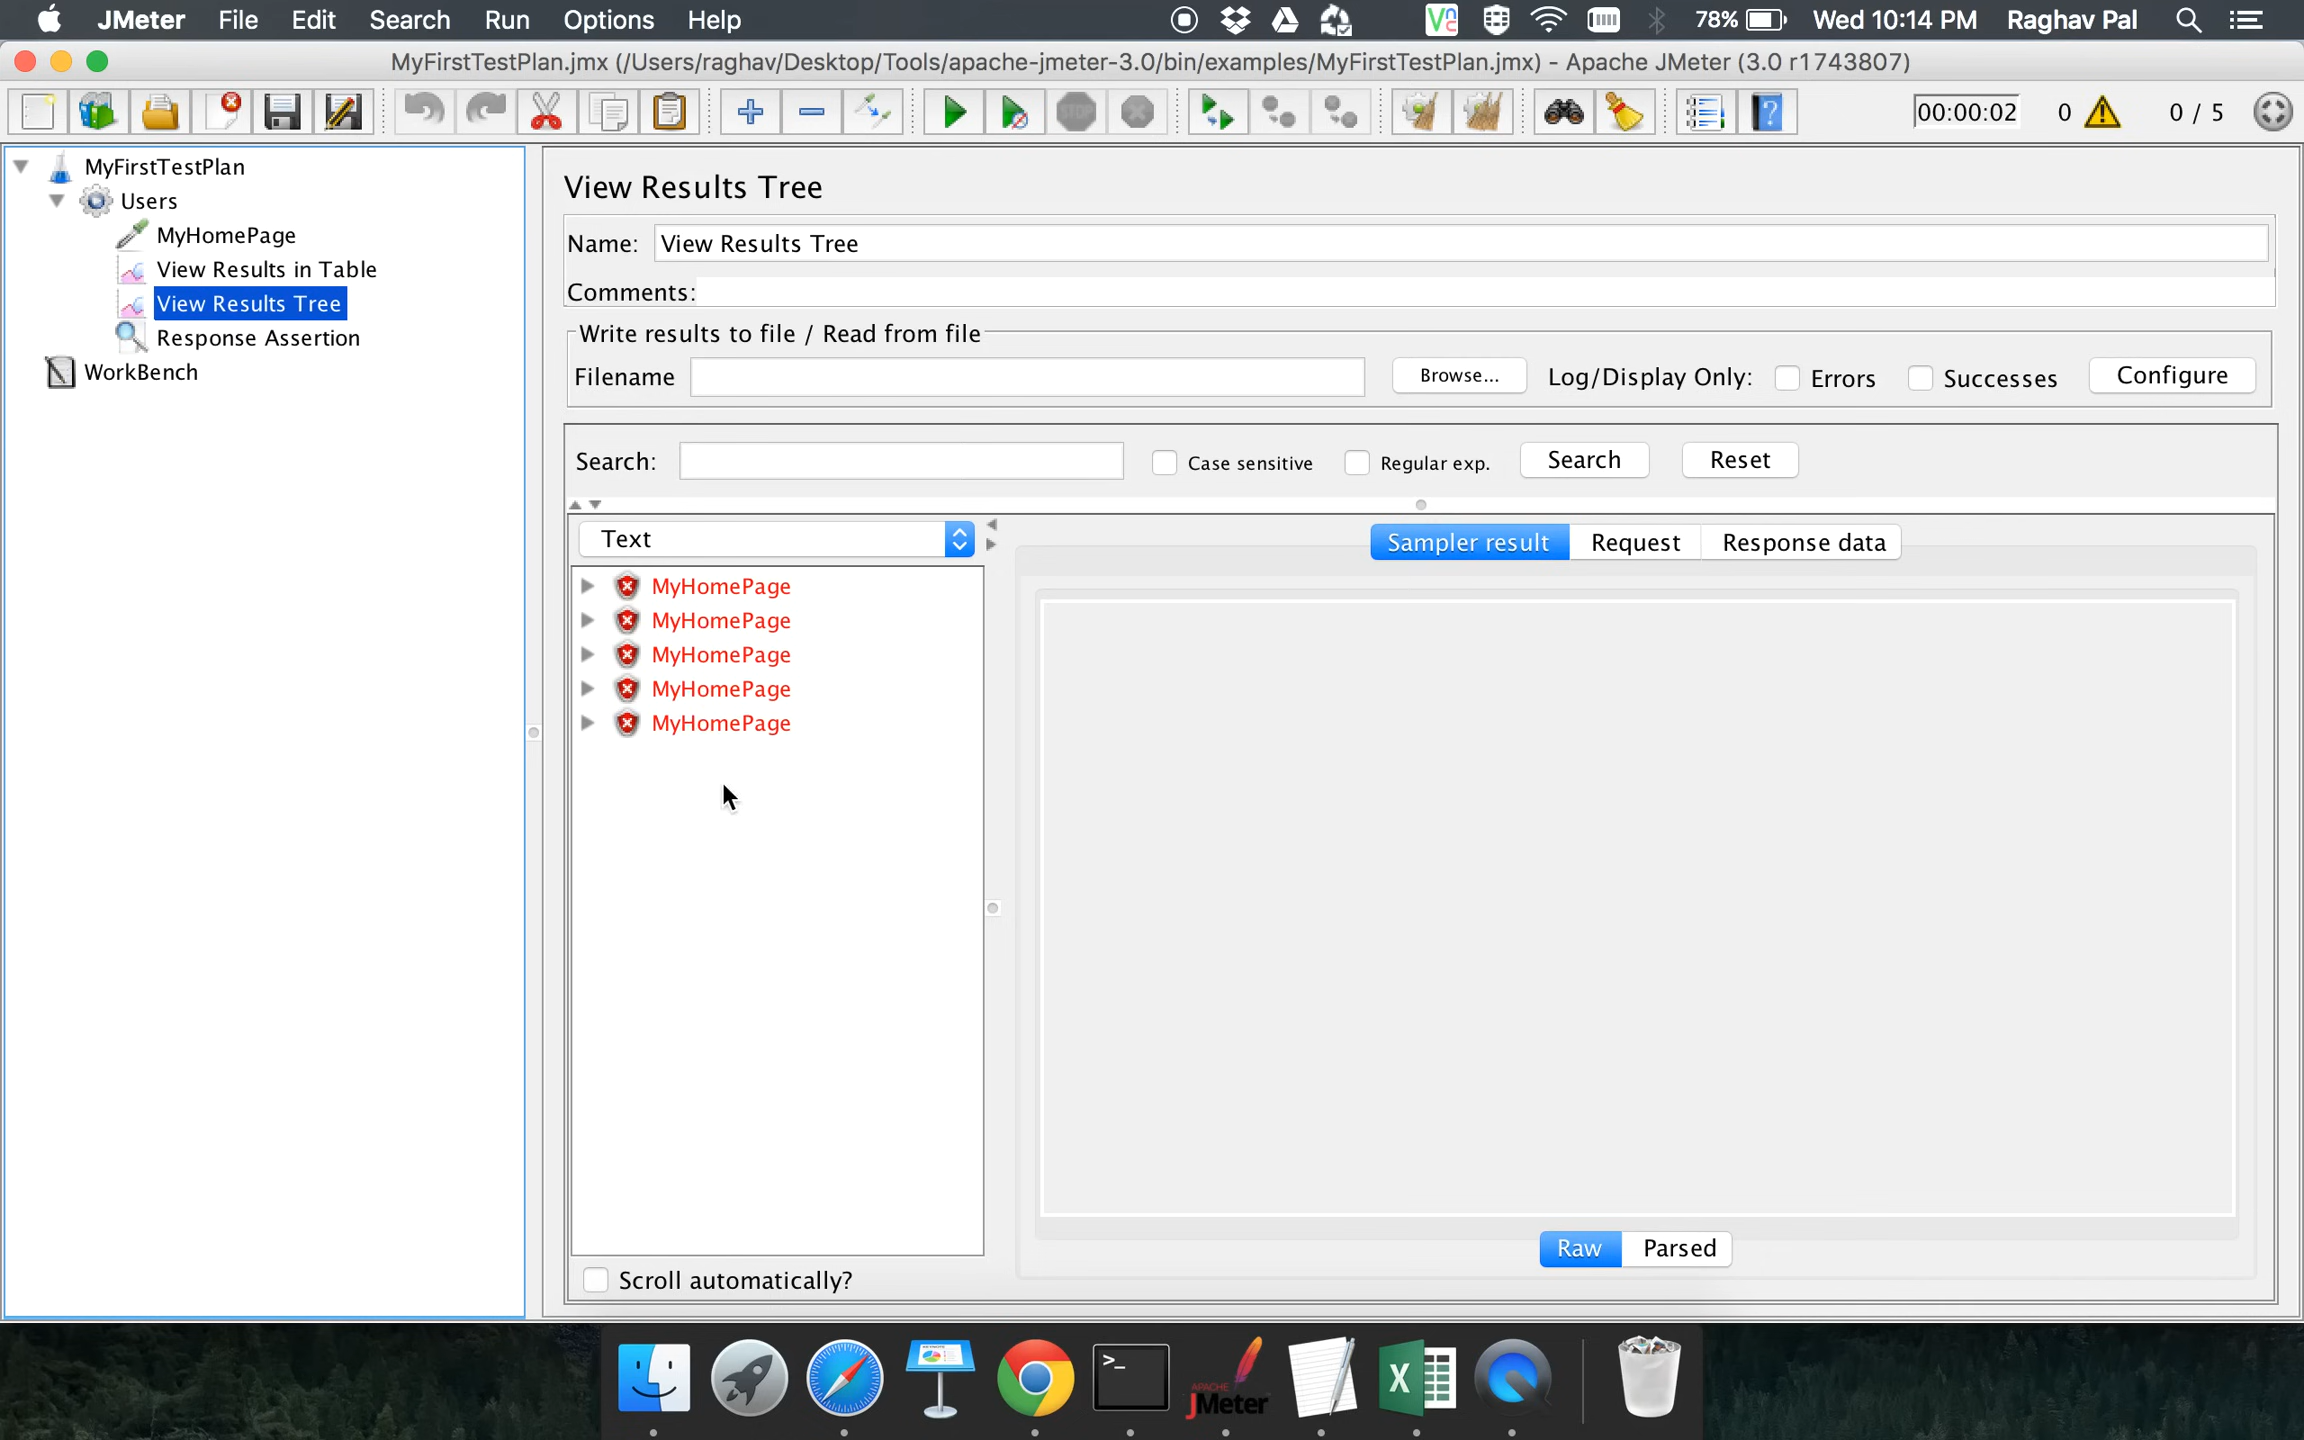 JMeter File Edit Search Run Options Help 78% Wed 10:14 PM Raghav Pal
MyFirstTestPlan.jmx (/Users/raghav/Desktop/Tools/apache-jmeter-3.0/bin/examples/MyFirstTestPlan.jmx) - Apache JMeter (3.0 r1743807)
STOP 00:00:02 0 0 / 5
MyFirstTestPlan
Users
MyHomePage
View Results in Table
View Results Tree
Response Assertion
WorkBench
View Results Tree
Name: View Results Tree
Comments:
Write results to file / Read from file
Filename Browse... Log/Display Only: Errors Successes Configure
Search: Case sensitive Regular exp. Search Reset
Text
Sampler result Request Response data
MyHomePage
MyHomePage
MyHomePage
MyHomePage
MyHomePage
Raw Parsed
Scroll automatically?
APACHE
JMeter